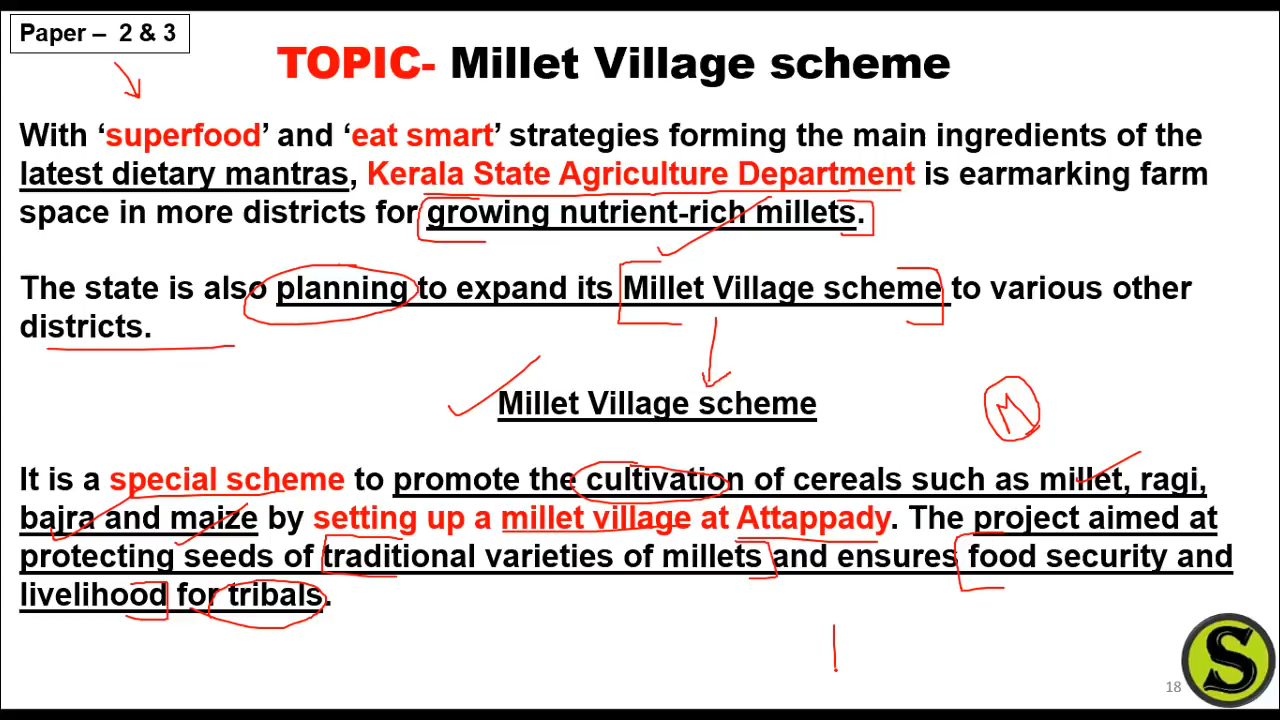 Paper – 2 & 3
TOPIC- Millet Village scheme
With ‘superfood’ and ‘eat smart’ strategies forming the main ingredients of the
latest dietary mantras, Kerala State Agriculture Department is earmarking farm
space in more districts for growing nutrient-rich millets.
The state is also planning to expand its Millet Village scheme to various other
districts.
Millet Village scheme
M
It is a special scheme to promote the cultivation of cereals such as millet, ragi,
bajra and maize by setting up a millet village at Attappady. The project aimed at
protecting seeds of traditional varieties of millets and ensures food security and
livelihood for tribals.
S
18